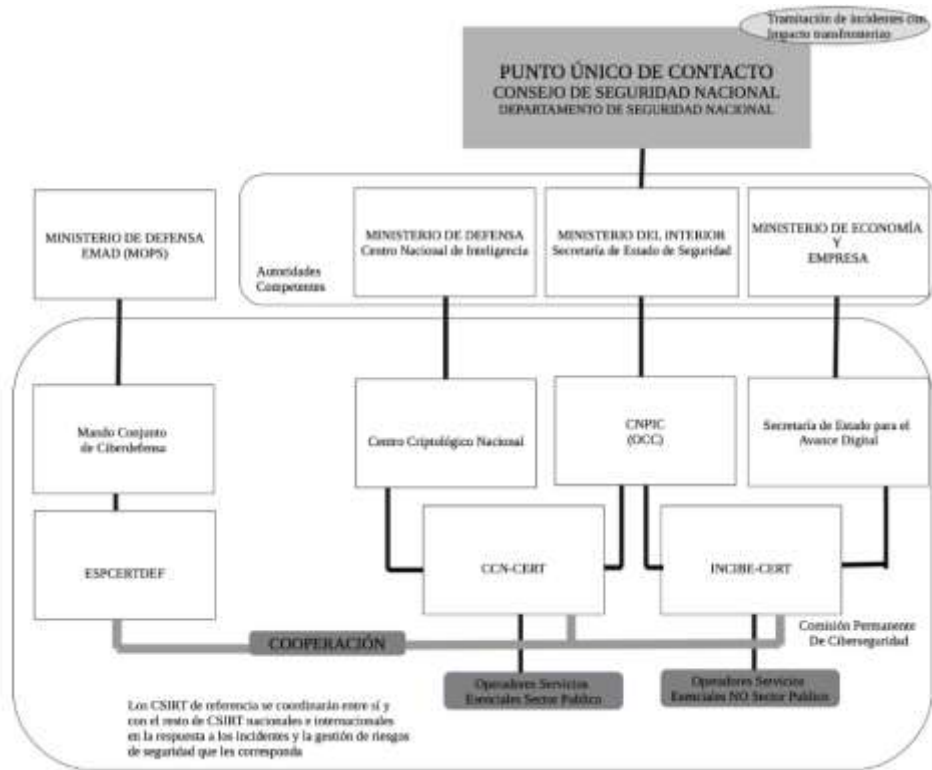 Tramitación de incidentes con
Impacto transfronterizo
PUNTO ÚNICO DE CONTACTO
CONSEJO DE SEGURIDAD NACIONAL
DEPARTAMENTO DE SEGURIDAD NACIONAL
MINISTERIO DE DEFENSA
EMAD (MOPS)
Autoridades
Competentes
MINISTERIO DE DEFENSA
Centro Nacional de Inteligencia
MINISTERIO DEL INTERIOR
Secretaría de Estado de Seguridad
MINISTERIO DE ECONOMÍA
Y
EMPRESA
Mando Conjunto
de Ciberdefensa
Centro Criptológico Nacional
CNPIC
(OCC)
Secretaría de Estado para el
Avance Digital
ESPCERTDEF
CCN-CERT
INCIBE-CERT
COOPERACIÓN
Comisión Permanente
De Ciberseguridad
Operadores Servicios
Esenciales Sector Publico
Operadores Servicios
Esenciales NO Sector Publico
Los CSIRT de referencia se coordinarán entre sí y
con el resto de CSIRT nacionales e internacionales
en la respuesta a los incidentes y la gestión de riesgos
de seguridad que les corresponda